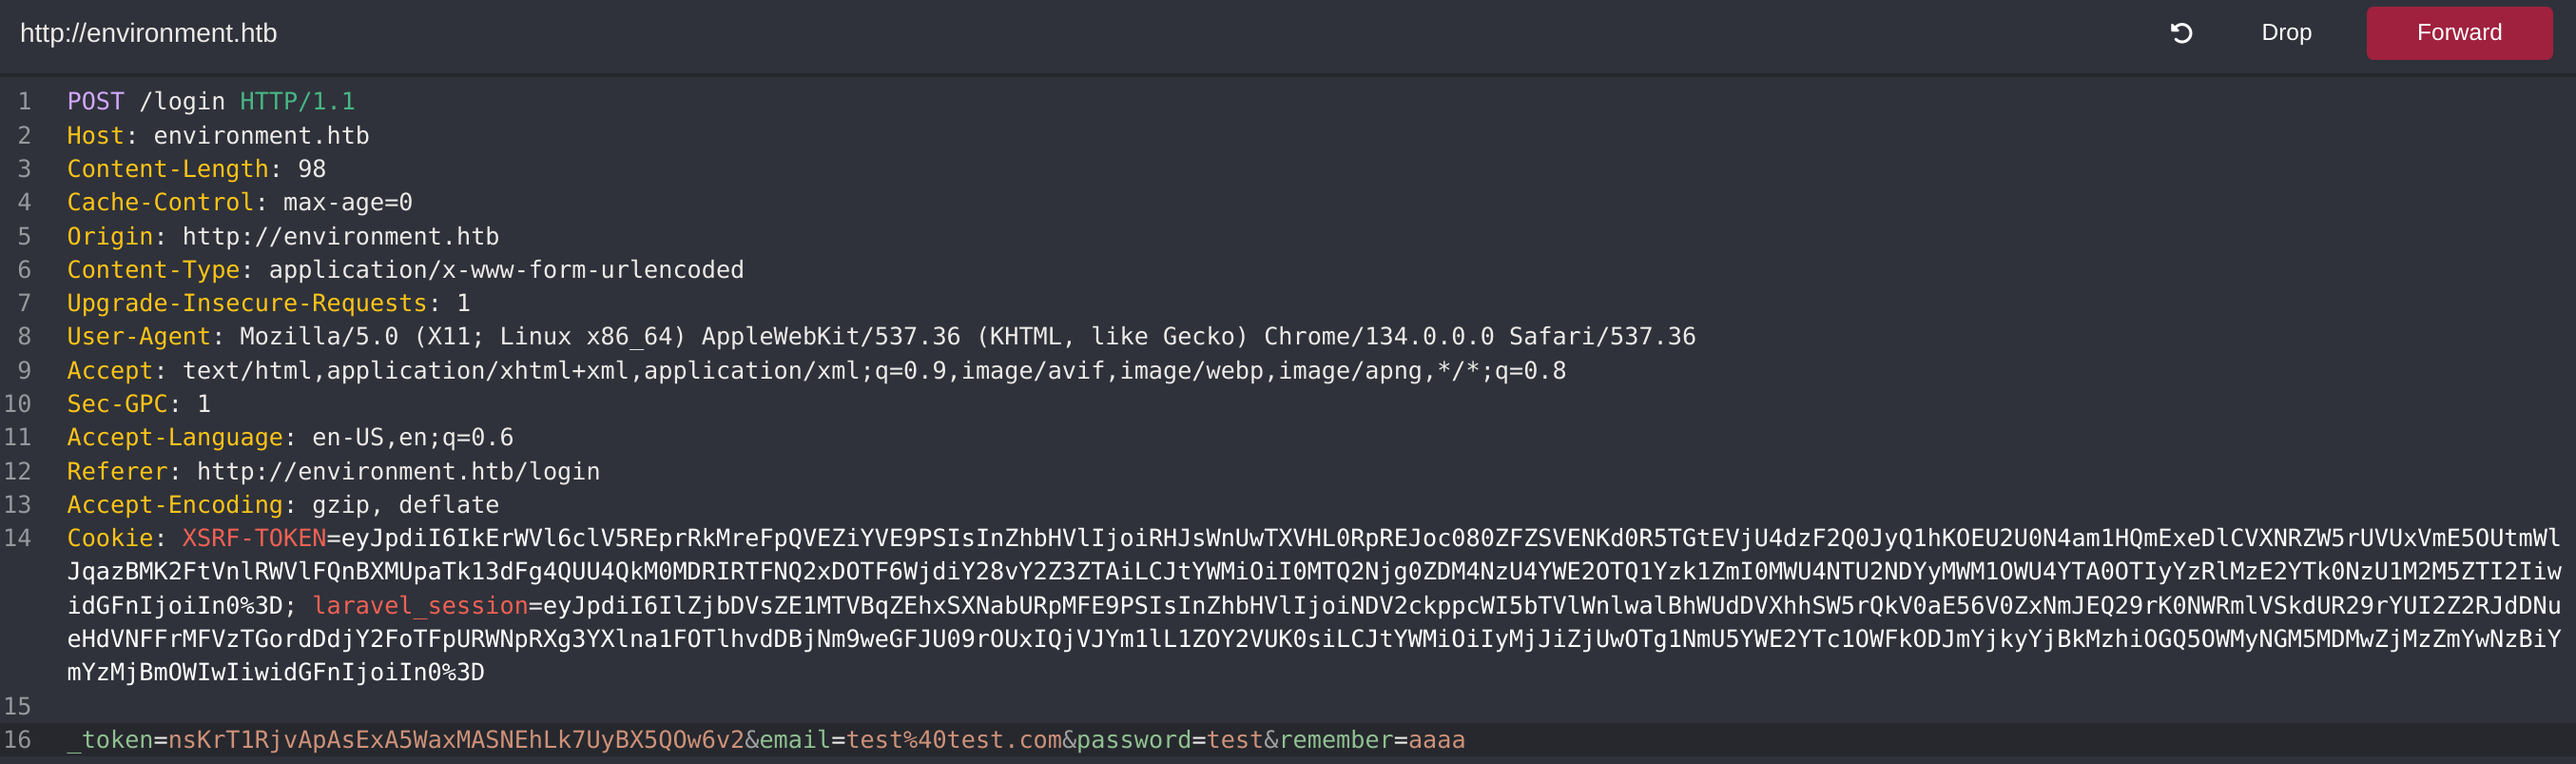 http://environment.htb
Drop
Forward
1 POST /login HTTP/1.1
2 Host: environment.htb
3 Content-Length: 98
4 Cache-Control: max-age=0
5 Origin: http://environment.htb
6 Content-Type: application/x-www-form-urlencoded
7 Upgrade-Insecure-Requests: 1
8 User-Agent: Mozilla/5.0 (X11; Linux x86_64) AppleWebKit/537.36 (KHTML, like Gecko) Chrome/134.0.0.0 Safari/537.36
9 Accept: text/html,application/xhtml+xml,application/xml;q=0.9,image/avif,image/webp,image/apng,*/*;q=0.8
10 Sec-GPC: 1
11 Accept-Language: en-US,en;q=0.6
12 Referer: http://environment.htb/login
13 Accept-Encoding: gzip, deflate
14 Cookie: XSRF-TOKEN=eyJpdiI6IkErWVl6clV5REprRkMreFpQVEZiYVE9PSIsInZhbHVlIjoiRHJsWnUwTXVHL0RpREJoc080ZFZSVENKd0R5TGtEVjU4dzF2Q0JyQ1hKOEU2U0N4am1HQmExeDlCVXNRZW5rUVUxVmE5OUtmWl
JqazBMK2FtVnlRWVlFQnBXMUpaTk13dFg4QUU4QkM0MDRIRTFNQ2xDOTF6WjdiY28vY2Z3ZTAiLCJtYWMiOiI0MTQ2Njg0ZDM4NzU4YWE2OTQ1Yzk1ZmI0MWU4NTU2NDYyMWM1OWU4YTA0OTIyYzRlMzE2YTk0NzU1M2M5ZTI2Iiw
idGFnIjoiIn0%3D; laravel_session=eyJpdiI6IlZjbDVsZE1MTVBqZEhxSXNabURpMFE9PSIsInZhbHVlIjoiNDV2ckppcWI5bTVlWnlwalBhWUdDVXhhSW5rQkV0aE56V0ZxNmJEQ29rK0NWRmlVSkdUR29rYUI2Z2RJdDNu
eHdVNFFrMFVzTGordDdjY2FoTFpURWNpRXg3YXlna1FOTlhvdDBjNm9weGFJU09rOUxIQjVJYm1lL1ZOY2VUK0siLCJtYWMiOiIyMjJiZjUwOTg1NmU5YWE2YTc1OWFkODJmYjkyYjBkMzhiOGQ5OWMyNGM5MDMwZjMzZmYwNzBiY
mYzMjBmOWIwIiwidGFnIjoiIn0%3D
15
16 _token=nsKrT1RjvApAsExA5WaxMASNEhLk7UyBX5QOw6v2&email=test%40test.com&password=test&remember=aaaa